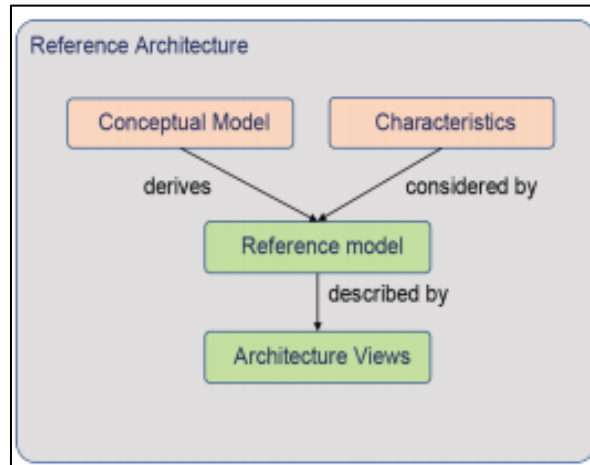 Reference Architecture
Conceptual Model
Characteristics
derives
considered by
Reference model
described by
Architecture Views